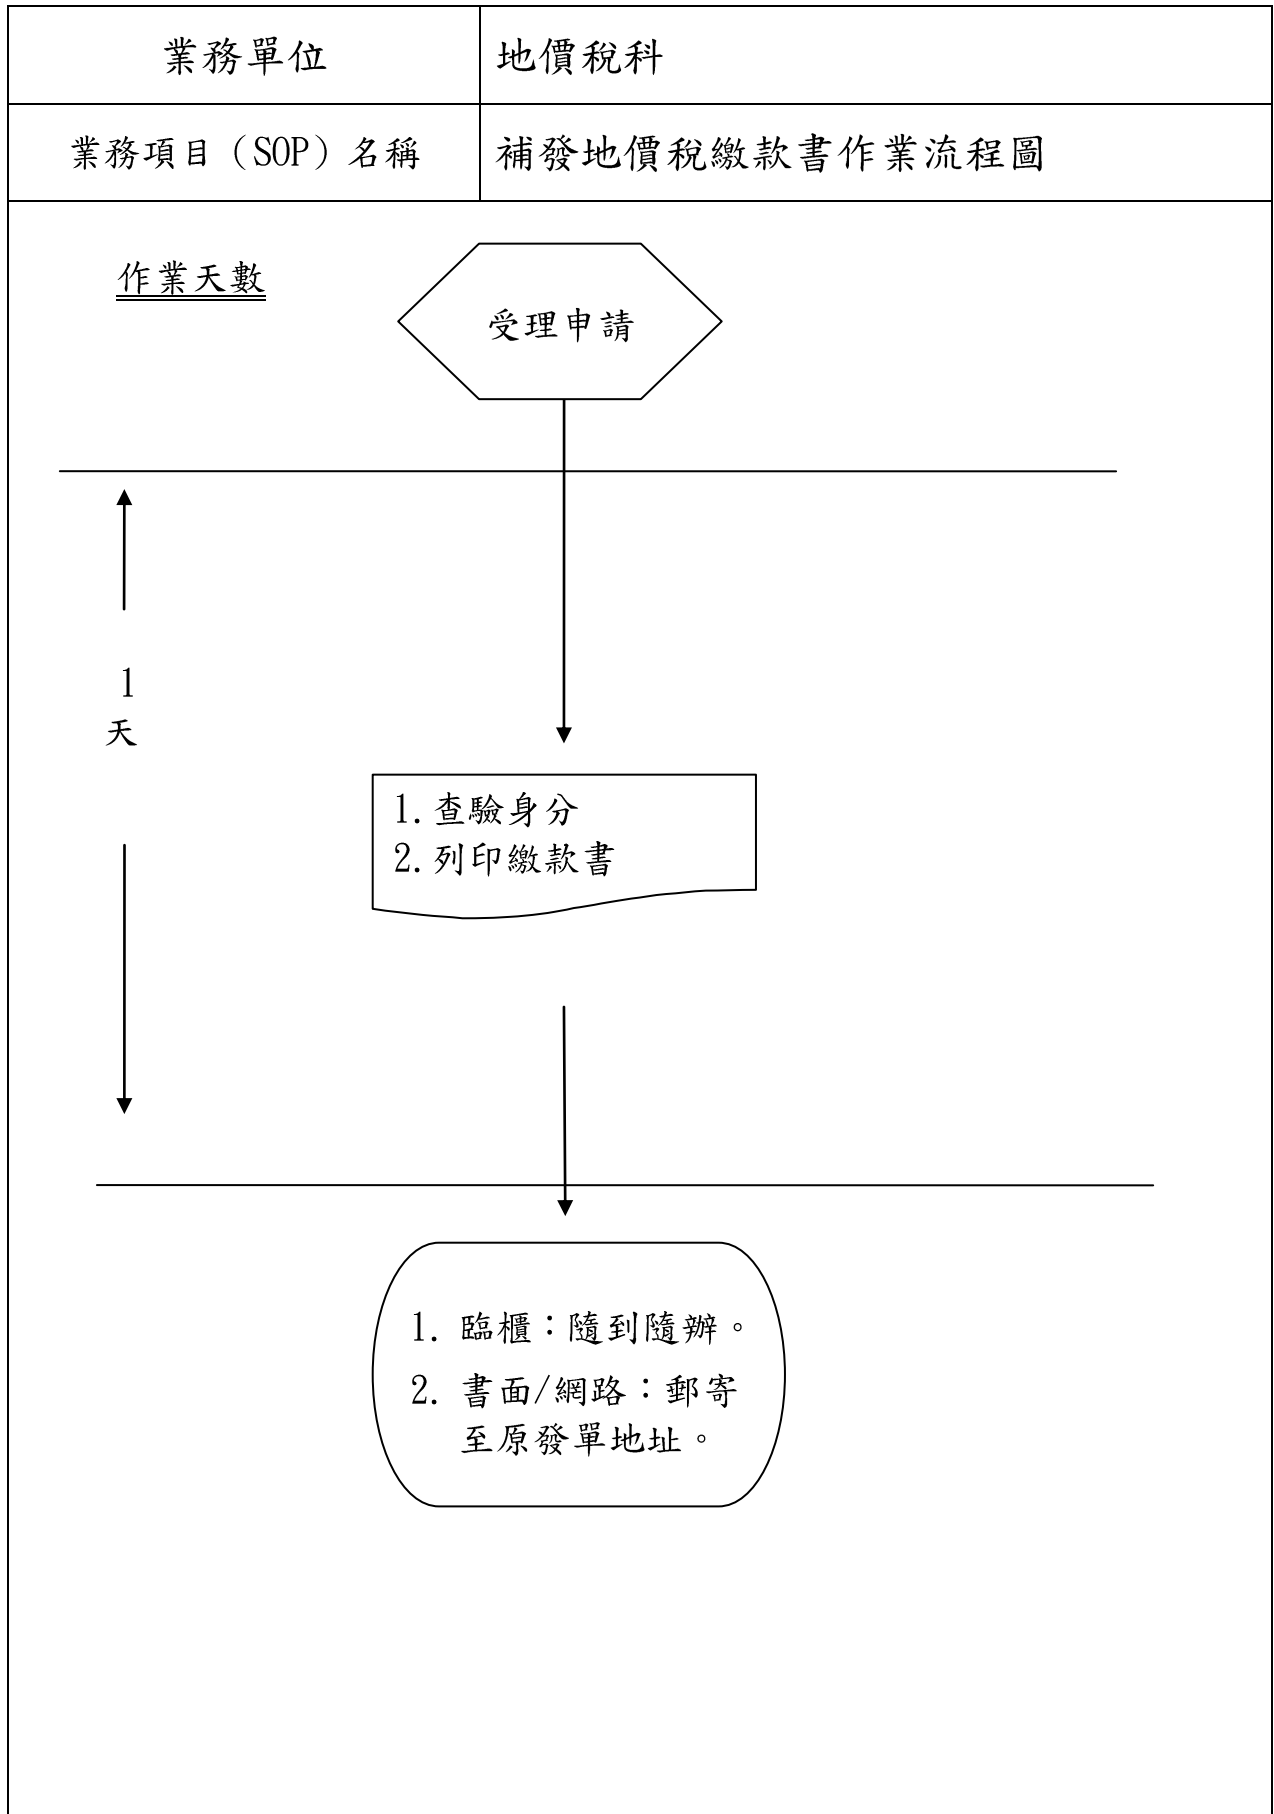 業務單位
地價稅科
業務項目（SOP）名稱
補發地價稅繳款書作業流程圖
作業天數
受理申請
1
天
1.查驗身分
2.列印繳款書
1. 臨櫃：隨到隨辦。
2. 書面/網路：郵寄
至原發單地址。